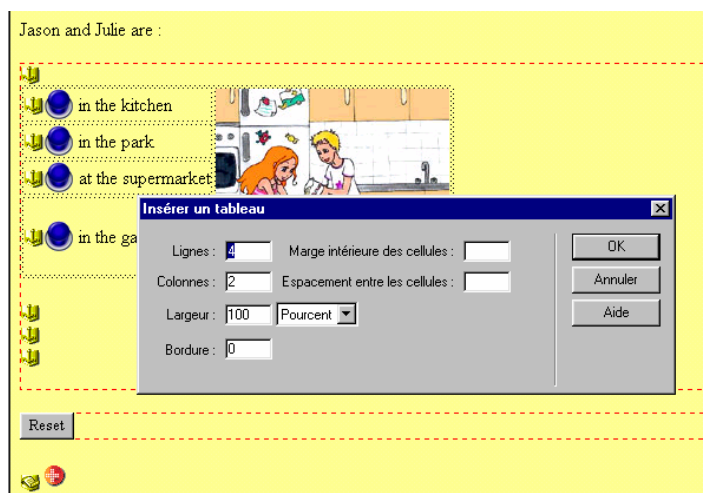 Jason and Julie are :
in the kitchen
in the park
at the supermarket
in the ga
Insérer un tableau
Lignes : 4 Marge intérieure des cellules :
OK
Colonnes : 2 Espacement entre les cellules :
Annuler
Largeur : 100 Pourcent
Aide
Bordure : 0
Reset